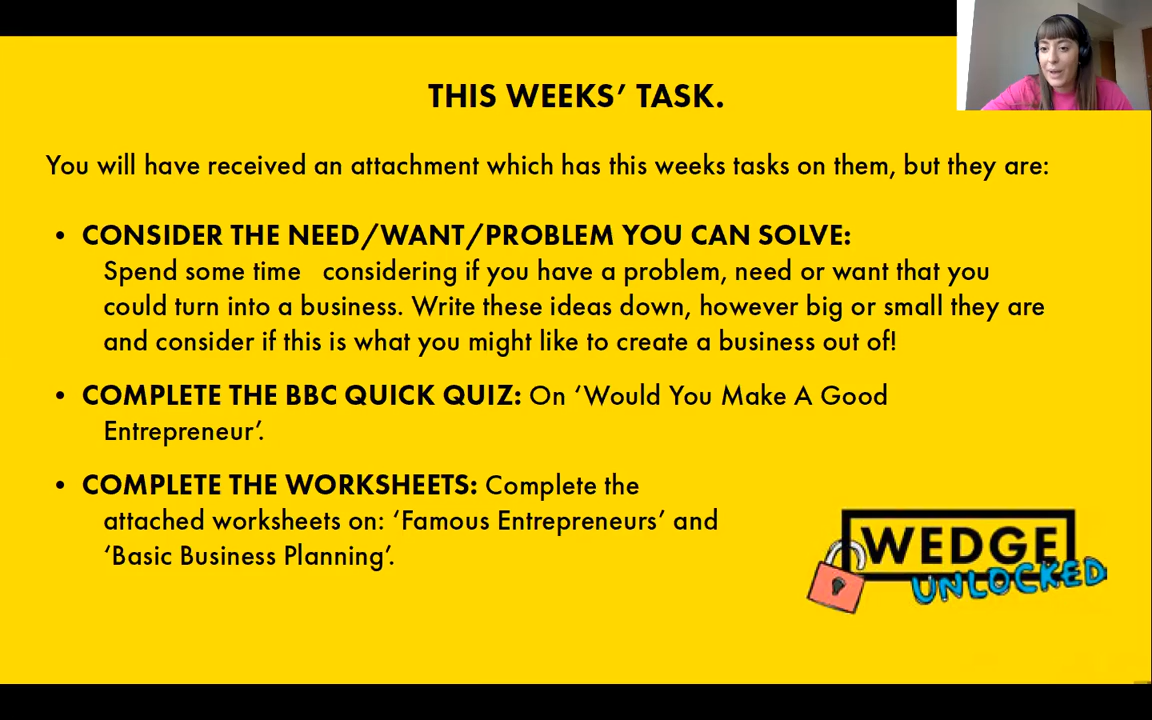 THIS WEEKS’ TASK.
You will have received an attachment which has this weeks tasks on them, but they are:
• CONSIDER THE NEED/WANT/PROBLEM YOU CAN SOLVE:
Spend some time considering if you have a problem, need or want that you
could turn into a business. Write these ideas down, however big or small they are
and consider if this is what you might like to create a business out of!
• COMPLETE THE BBC QUICK QUIZ: On ‘Would You Make A Good
Entrepreneur’.
• COMPLETE THE WORKSHEETS: Complete the
attached worksheets on: ‘Famous Entrepreneurs’ and
‘Basic Business Planning’.
WEDGE
UNLOCKED